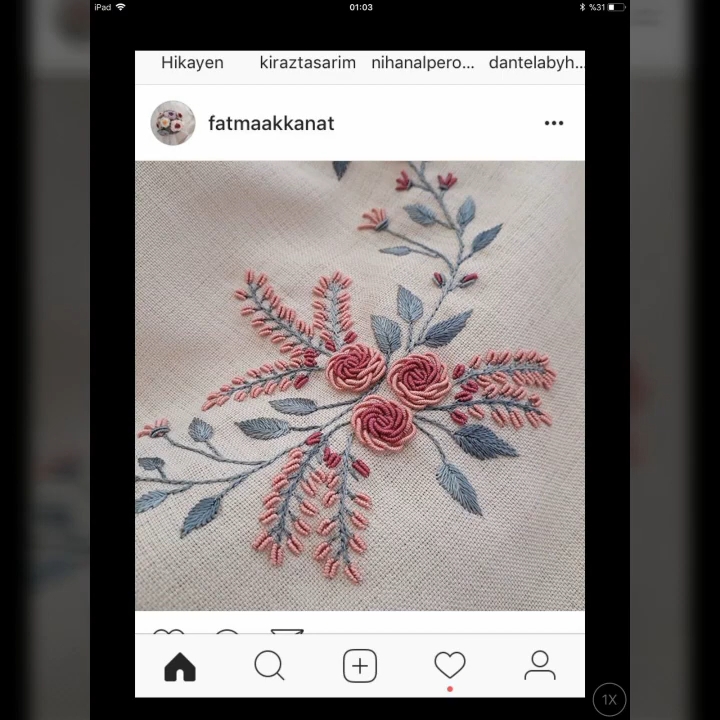 iPad 01:03 %31
Hikayen kiraztasarim nihanalpero... dantelabyh...
fatmaakkanat
1X